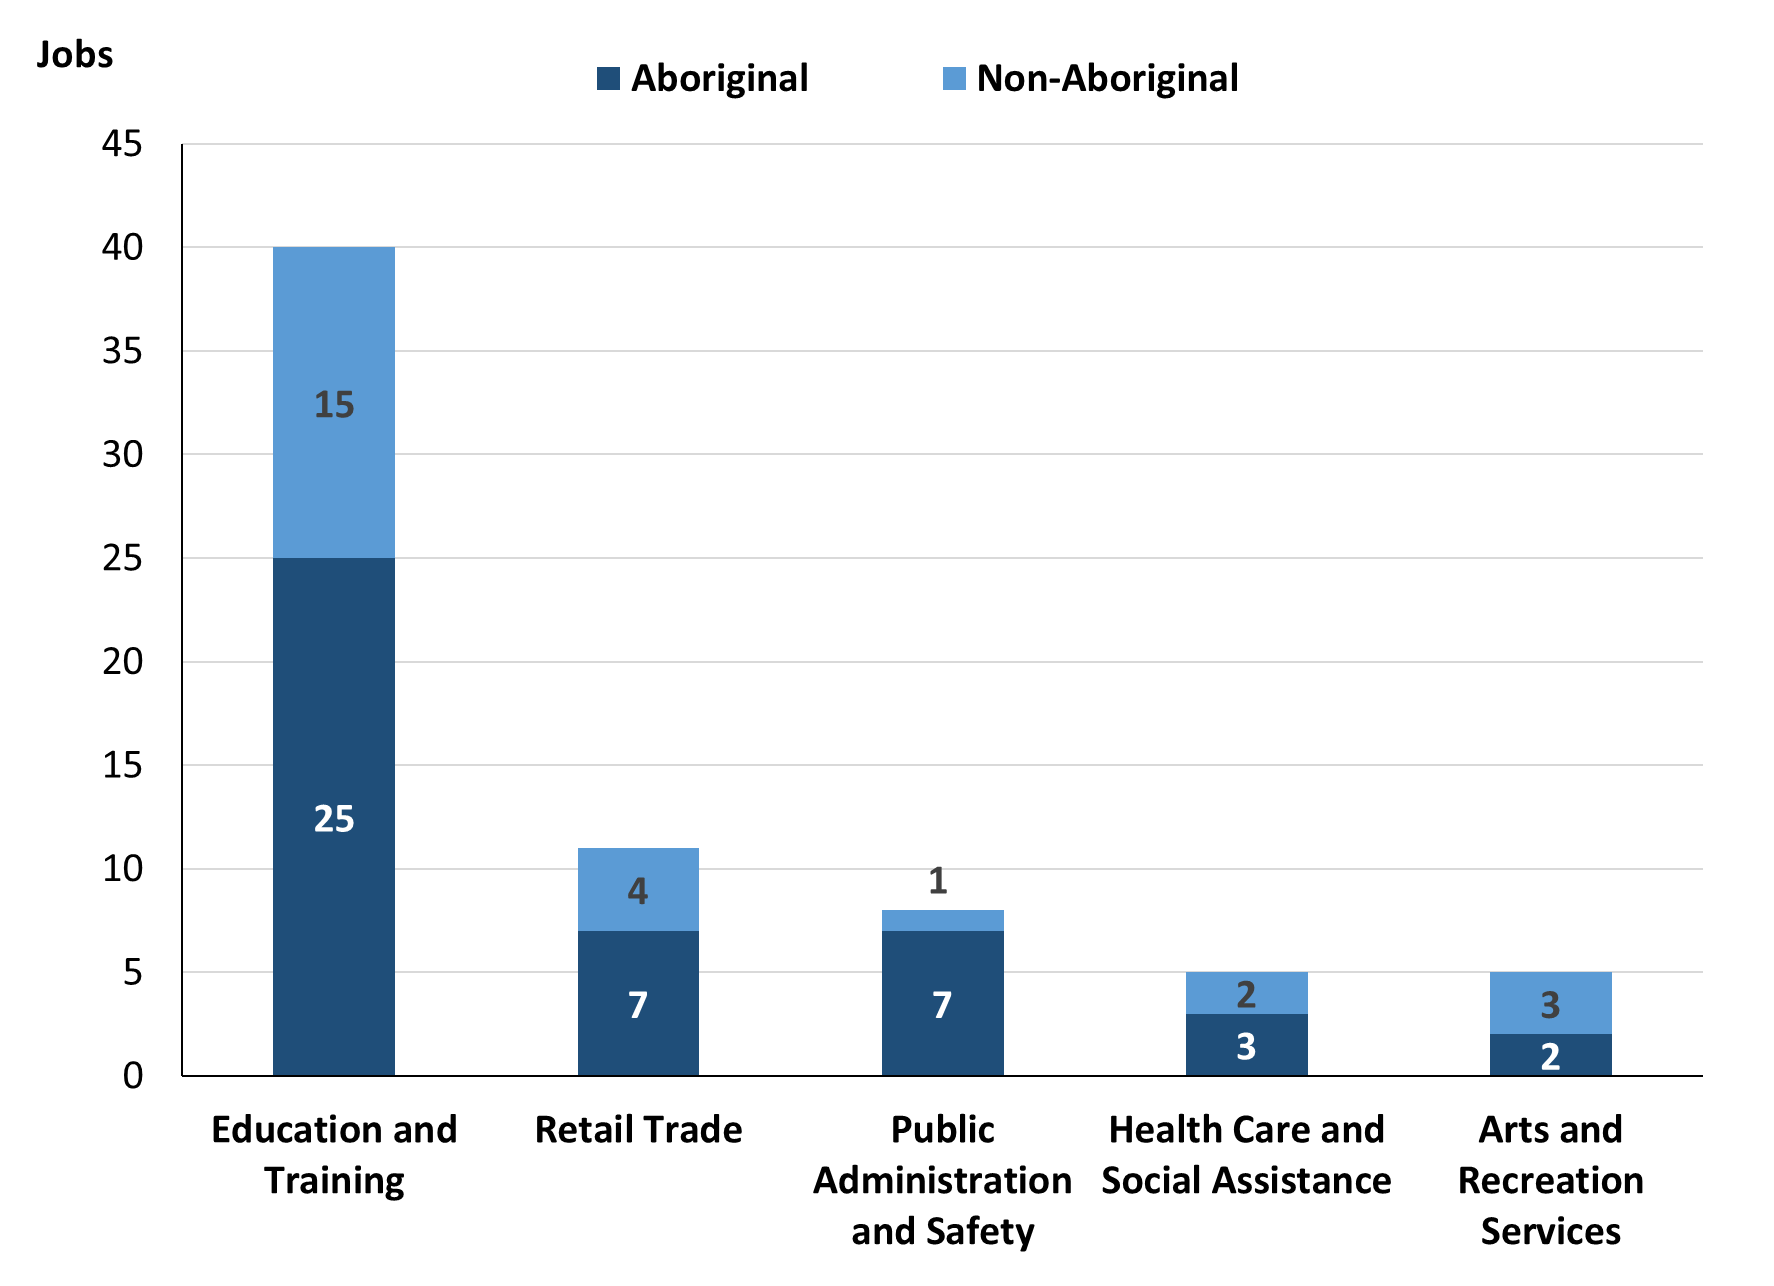 Jobs
Aboriginal
Non-Aboriginal
45
40
35
30
25
20
15
10
5
0
15
25
4
7
1
7
2
3
3
2
Education and
Training
Retail Trade
Public
Administration
and Safety
Health Care and
Social Assistance
Arts and
Recreation
Services